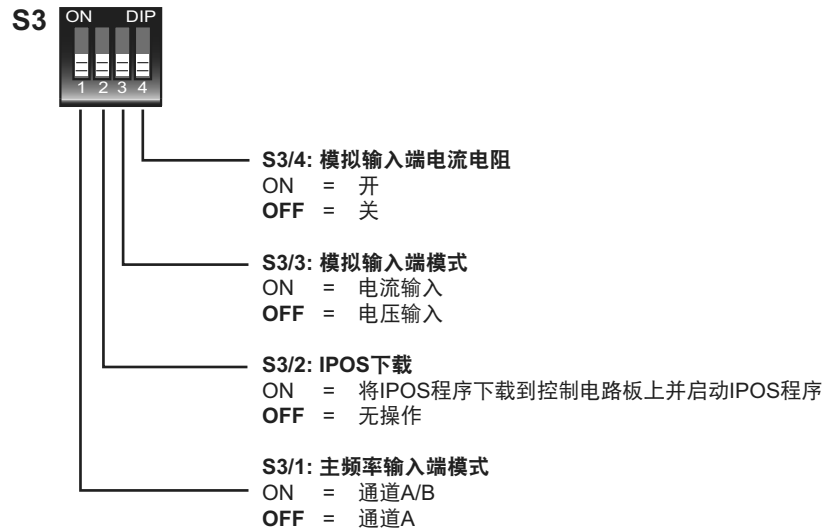 S3
ON DIP
1 2 3 4
S3/4: 模拟输入端电流电阻
ON = 开
OFF = 关
S3/3: 模拟输入端模式
ON = 电流输入
OFF = 电压输入
S3/2: IPOS下载
ON = 将IPOS程序下载到控制电路板上并启动IPOS程序
OFF = 无操作
S3/1: 主频率输入端模式
ON = 通道A/B
OFF = 通道A